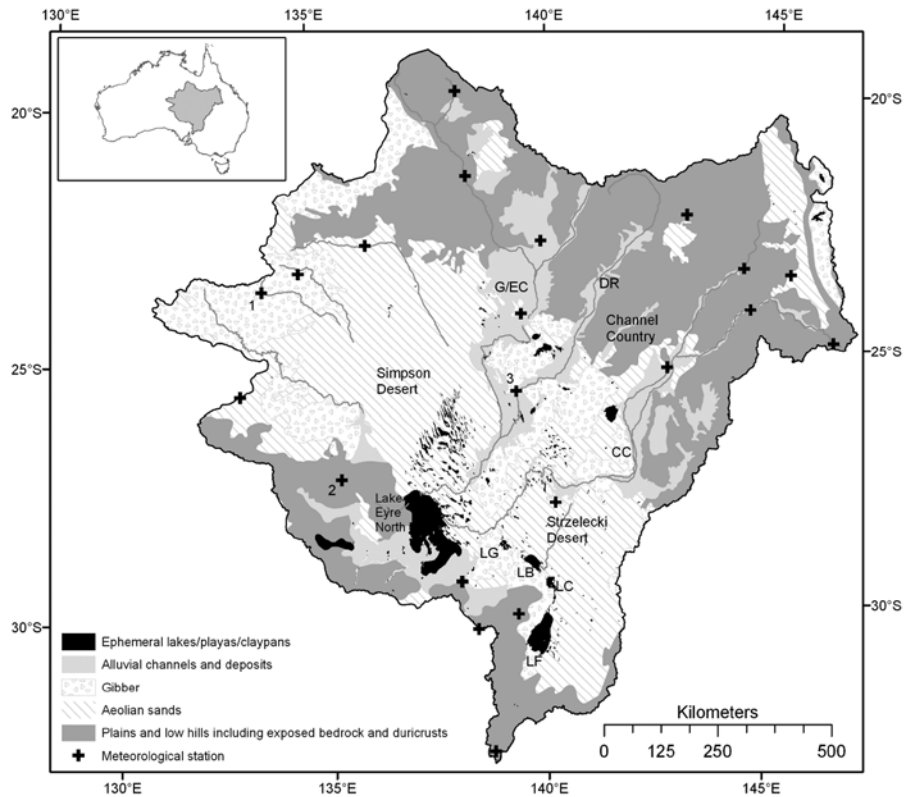 130°E 135°E 140°E 145°E
20°S 20°S
G/EC DR
1
Channel
Country
25°S 25°S
3
Simpson
Desert
CC
2
Lake
Eyre
North
Strzelecki
Desert
LG
LB
LC
30°S 30°S
LF
Ephemeral lakes/playas/claypans
Alluvial channels and deposits
Gibber
Aeolian sands
Plains and low hills including exposed bedrock and duricrusts
Meteorological station
Kilometers
0 125 250 500
130°E 135°E 140°E 145°E